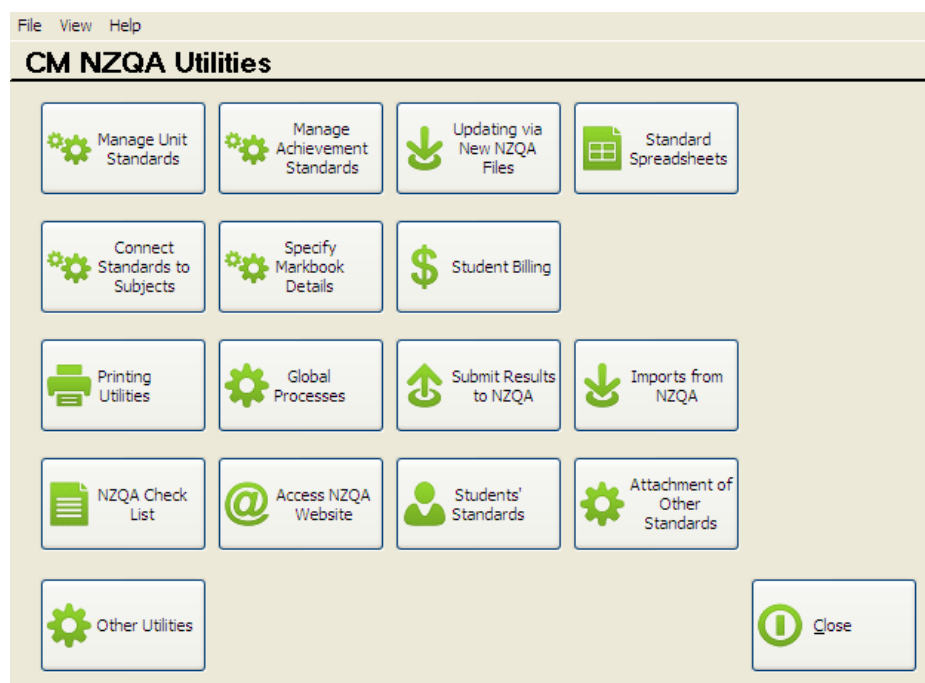 File View Help
CM NZQA Utilities
Manage Unit
Standards
Manage
Achievement
Standards
Updating via
New NZQA
Files
Standard
Spreadsheets
Connect
Standards to
Subjects
Specify
Markbook
Details
Student Billing
Printing
Utilities
Global
Processes
Submit Results
to NZQA
Imports from
NZQA
NZQA Check
List
Access NZQA
Website
Students'
Standards
Attachment of
Other
Standards
Other Utilities
Close